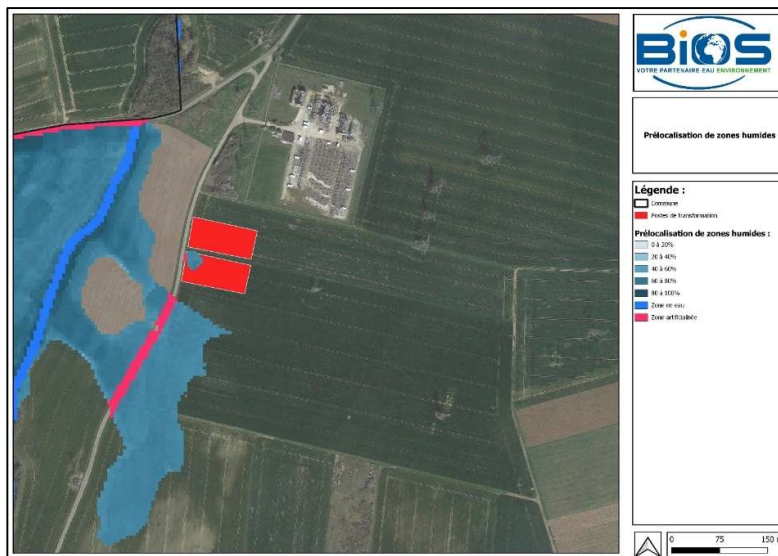 BiOS
VOTRE PARTENAIRE EAU ENVIRONNEMENT
Prélocalisation de zones humides
Légende :
Commune
Postes de transformation
Prélocalisation de zones humides :
0 à 20%
20 à 40%
40 à 60%
60 à 80%
80 à 100%
Zone en eau
Zone artificialisée
0 75 150 m